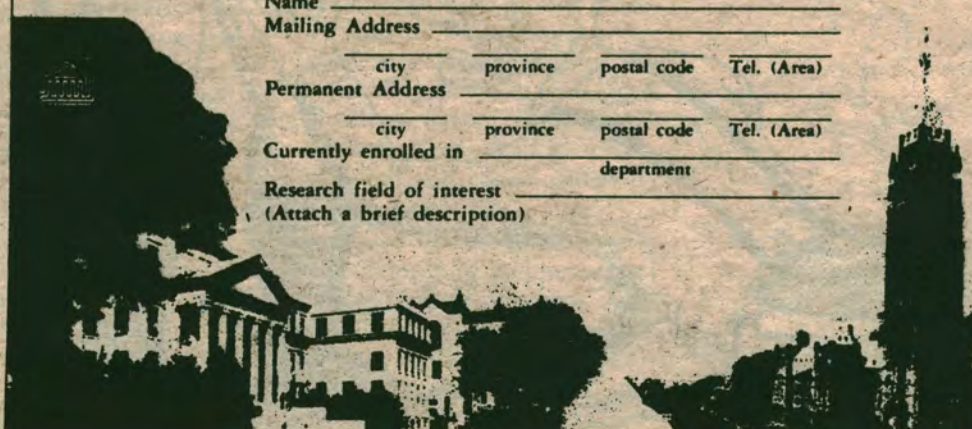 Name
Mailing Address
city province postal code Tel. (Area)
Permanent Address
city province postal code Tel. (Area)
Currently enrolled in
department
Research field of interest
(Attach a brief description)